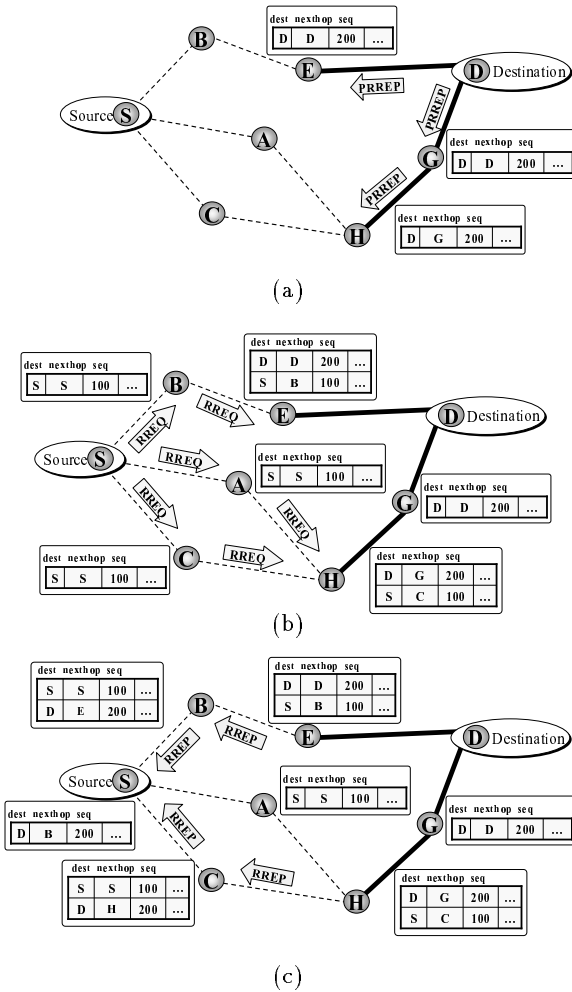 dest nexthop seq
D D 200 ...
B
E
D Destination
PRREP
PRREP
Source S
A
G
dest nexthop seq
D D 200 ...
PRREP
C
H
dest nexthop seq
D G 200 ...
(a)
dest nexthop seq
S S 100 ...
dest nexthop seq
D D 200 ...
S B 100 ...
B
RREQ
E
D Destination
RREQ
Source S
RREQ
A
dest nexthop seq
S S 100 ...
G
dest nexthop seq
D D 200 ...
RREQ
RREQ
C
RREQ
H
dest nexthop seq
S S 100 ...
dest nexthop seq
D G 200 ...
S C 100 ...
(b)
dest nexthop seq
S S 100 ...
D E 200 ...
dest nexthop seq
D D 200 ...
S B 100 ...
B
RREP
E
D Destination
RREP
Source S
dest nexthop seq
S S 100 ...
A
G
dest nexthop seq
D D 200 ...
dest nexthop seq
D B 200 ...
RREP
C
RREP
H
dest nexthop seq
S S 100 ...
D H 200 ...
dest nexthop seq
D G 200 ...
S C 100 ...
(c)